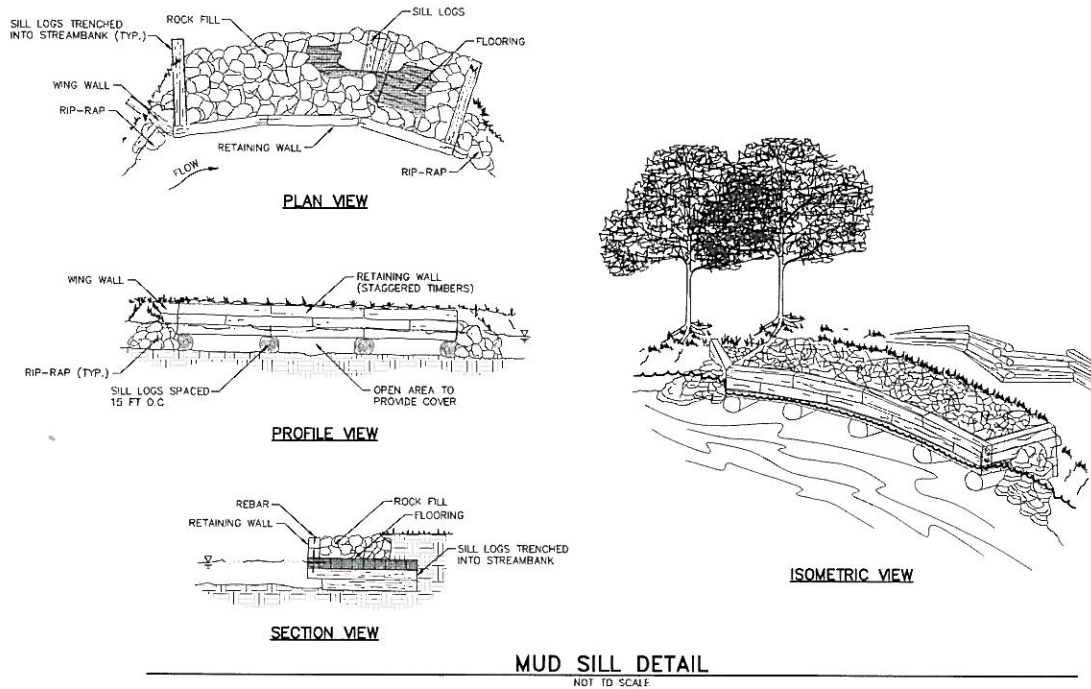 SILL LOGS TRENCHED
INTO STREAMBANK (TYP.)
ROCK FILL
SILL LOGS
FLOORING
WING WALL
RIP-RAP
RETAINING WALL
RIP-RAP
FLOW
PLAN VIEW
WING WALL
RETAINING WALL
(STAGGERED TIMBERS)
RIP-RAP (TYP.)
SILL LOGS SPACED
15 FT O.C
OPEN AREA TO
PROVIDE COVER
PROFILE VIEW
REBAR
ROCK FILL
RETAINING WALL
FLOORING
SILL LOGS TRENCHED
INTO STREAMBANK
SECTION VIEW
ISOMETRIC VIEW
MUD SILL DETAIL
NOT TO SCALE